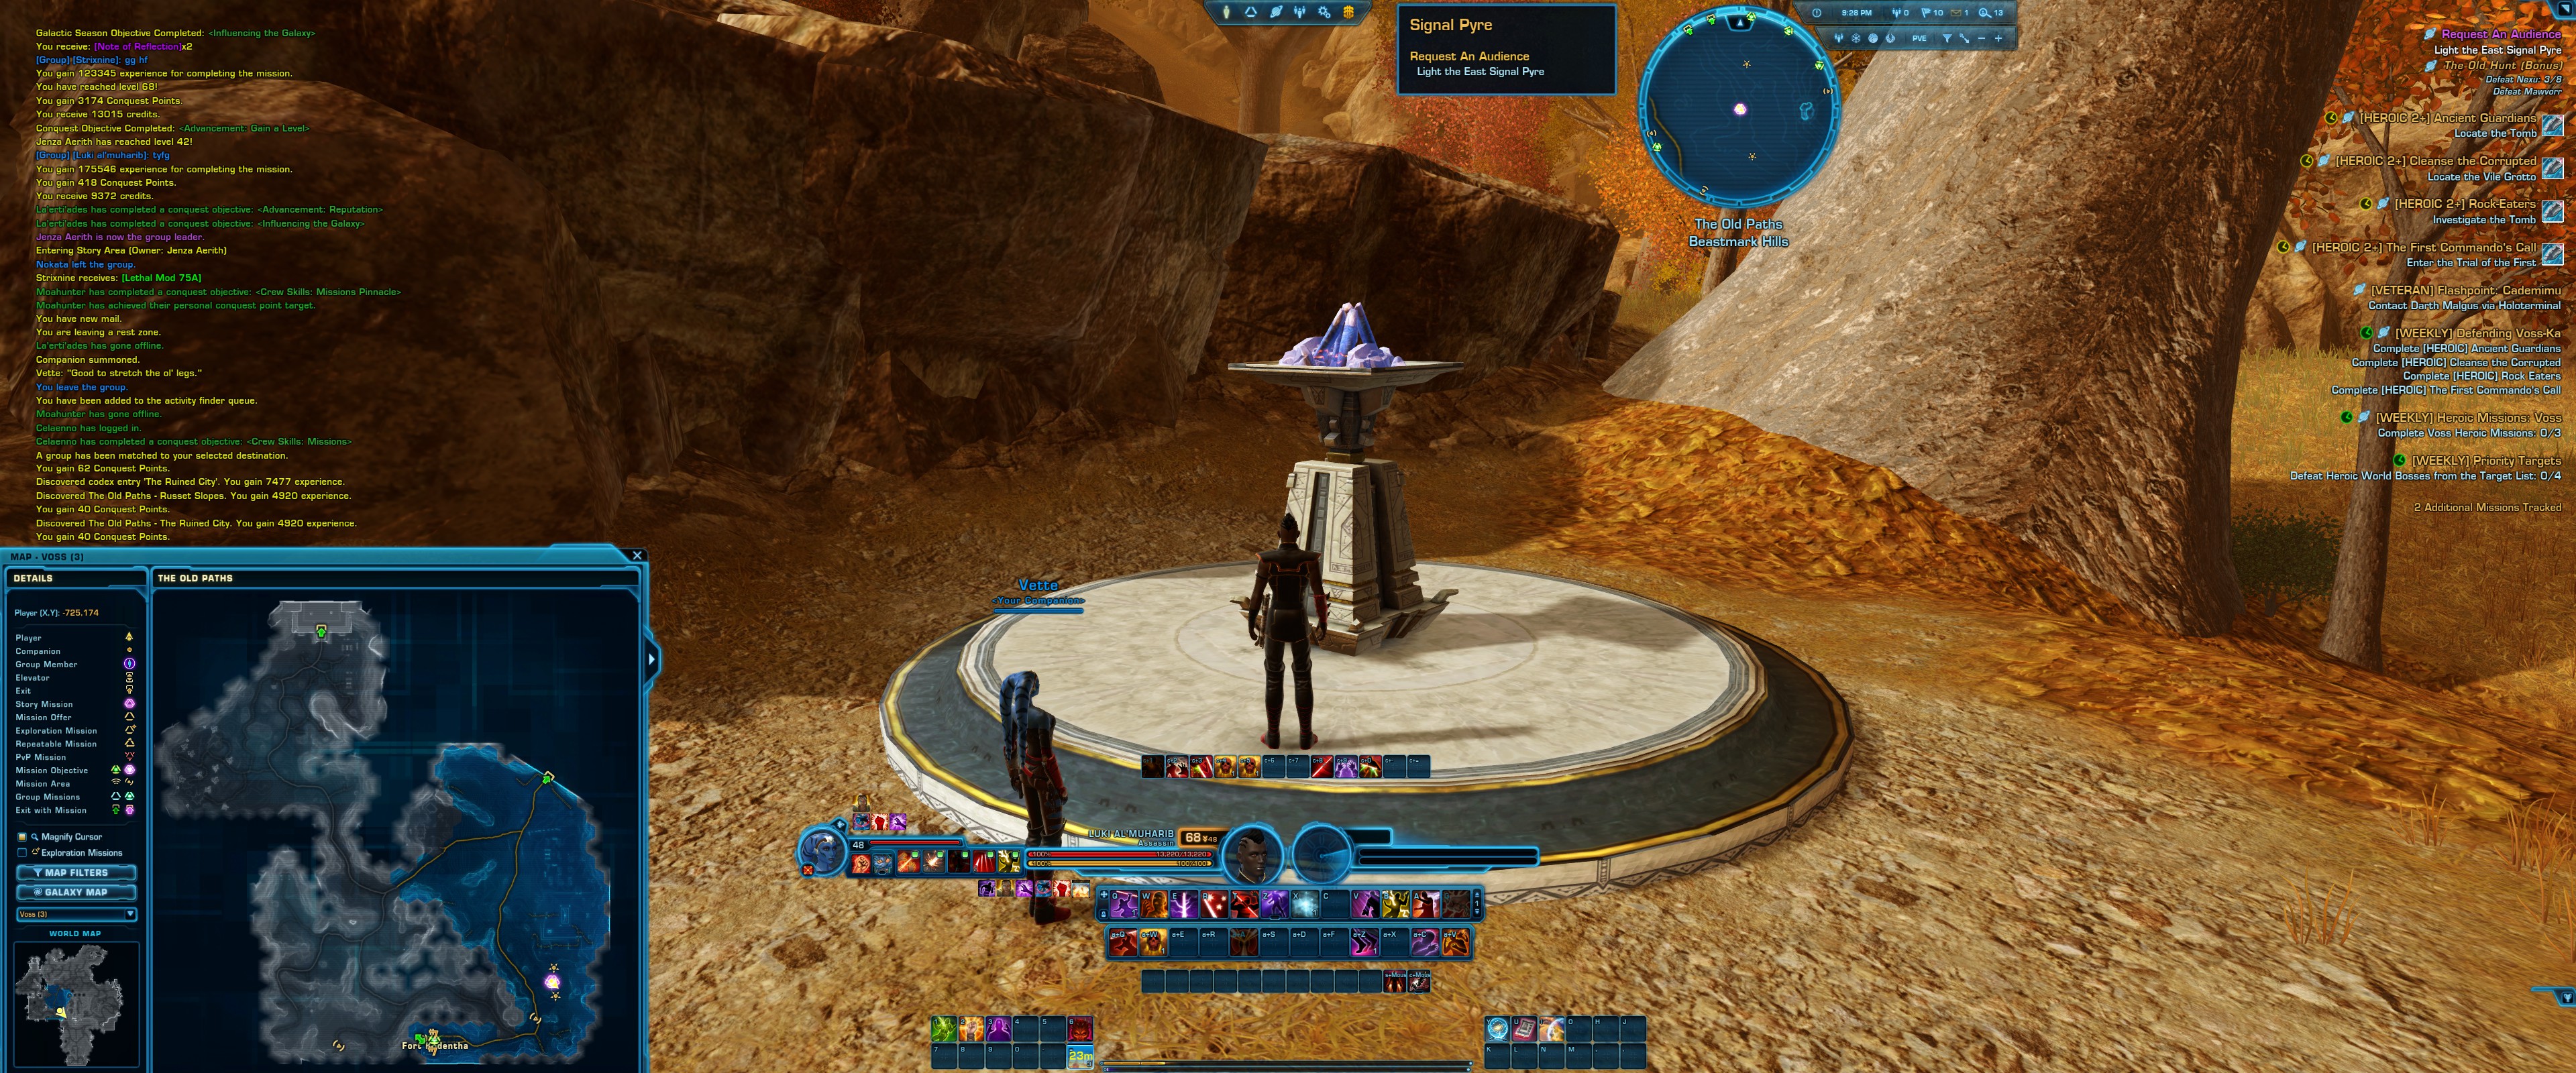 Galactic Season Objective Completed: <Influencing the Galaxy>
You receive: [Note of Reflection]x2
[Group] [Strixnine]: gg hf
You gain 123345 experience for completing the mission.
You have reached level 68!
You gain 3174 Conquest Points.
You receive 13015 credits.
Conquest Objective Completed: <Advancement: Gain a Level>
Jenza Aerith has reached level 42!
[Group] [Luki al'muharib]: tyfg
You gain 175546 experience for completing the mission.
You gain 418 Conquest Points.
You receive 9372 credits.
La'erti'ades has completed a conquest objective: <Advancement: Reputation>
La'erti'ades has completed a conquest objective: <Influencing the Galaxy>
Jenza Aerith is now the group leader.
Entering Story Area (Owner: Jenza Aerith)
Nokata left the group.
Strixnine receives: [Lethal Mod 75A]
Moahunter has completed a conquest objective: <Crew Skills: Missions Pinnacle>
Moahunter has achieved their personal conquest point target.
You have new mail.
You are leaving a rest zone.
La'erti'ades has gone offline.
Companion summoned.
Vette: "Good to stretch the ol' legs."
You leave the group.
You have been added to the activity finder queue.
Moahunter has gone offline.
Celaenno has logged in.
Celaenno has completed a conquest objective: <Crew Skills: Missions>
A group has been matched to your selected destination.
You gain 62 Conquest Points.
Discovered codex entry 'The Ruined City'. You gain 7477 experience.
Discovered The Old Paths - Russet Slopes. You gain 4920 experience.
You gain 40 Conquest Points.
Discovered The Old Paths - The Ruined City. You gain 4920 experience.
You gain 40 Conquest Points.
Signal Pyre
Request An Audience
Light the East Signal Pyre
9:28 PM 0 10 1 13
PVE
The Old Paths
Beastmark Hills
Request An Audience
Light the East Signal Pyre
The Old Hunt (Bonus)
Defeat Nexu: 3/8
Defeat Mawvorr
[HEROIC 2+] Ancient Guardians
Locate the Tomb
[HEROIC 2+] Cleanse the Corrupted
Locate the Vile Grotto
[HEROIC 2+] Rock-Eaters
Investigate the Tomb
[HEROIC 2+] The First Commando's Call
Enter the Trial of the First
[VETERAN] Flashpoint: Cademimu
Contact Darth Malgus via Holoterminal
[WEEKLY] Defending Voss-Ka
Complete [HEROIC] Ancient Guardians
Complete [HEROIC] Cleanse the Corrupted
Complete [HEROIC] Rock Eaters
Complete [HEROIC] The First Commando's Call
[WEEKLY] Heroic Missions: Voss
Complete Voss Heroic Missions: 0/3
[WEEKLY] Priority Targets
Defeat Heroic World Bosses from the Target List: 0/4
2 Additional Missions Tracked
MAP - VOSS (3)
DETAILS
THE OLD PATHS
Player (X,Y): -725,174
Player
Companion
Group Member
Elevator
Exit
Story Mission
Mission Offer
Exploration Mission
Repeatable Mission
PvP Mission
Mission Objective
Mission Area
Group Missions
Exit with Mission
Magnify Cursor
Exploration Missions
MAP FILTERS
GALAXY MAP
Voss (3)
WORLD MAP
Vette
<Your Companion>
48
LUKI AL'MUHARIB
Assassin
68
48
100% 13,220/13,220
100% 100/100
23m